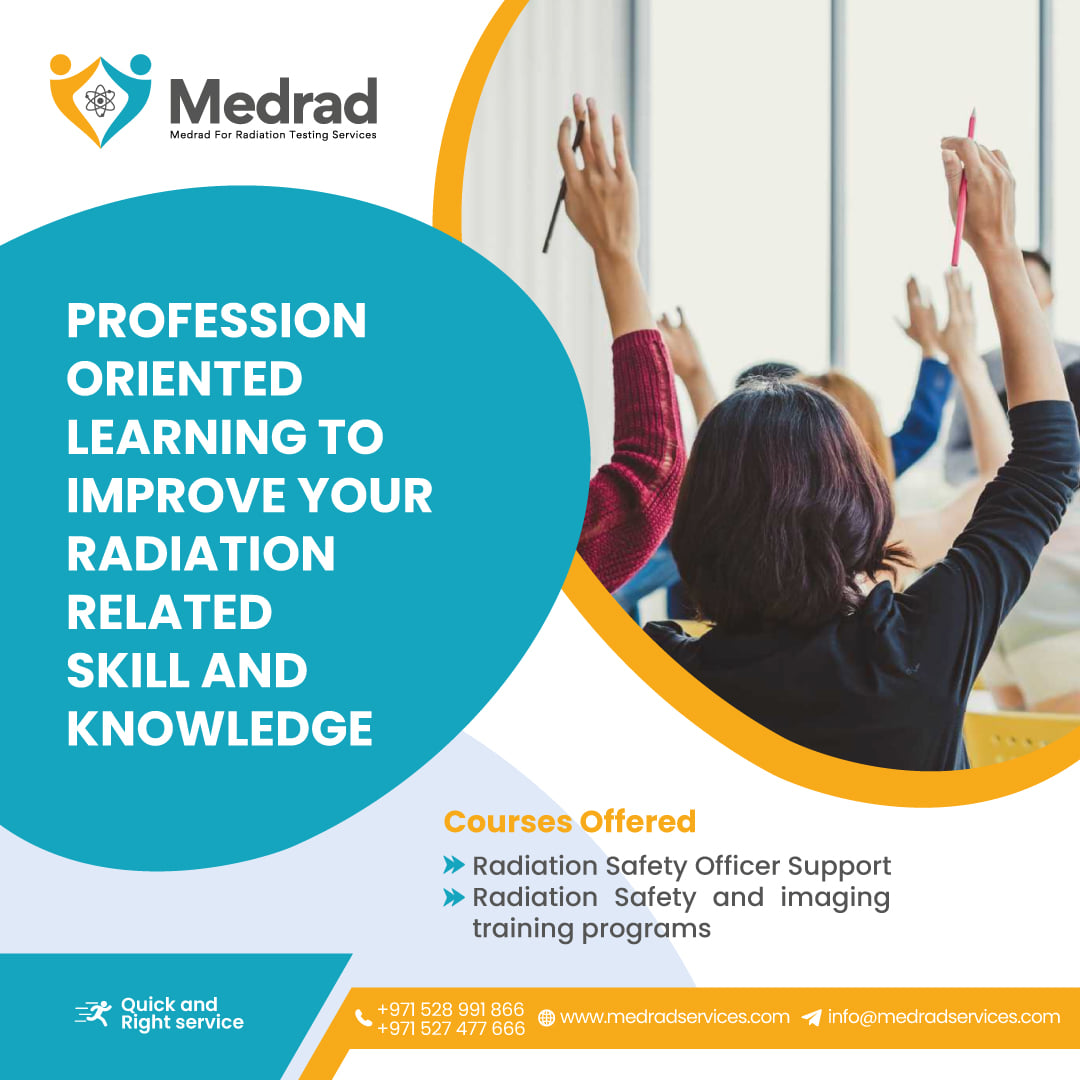 Medrad
Medrad For Radiation Testing Services
PROFESSION
ORIENTED
LEARNING TO
IMPROVE YOUR
RADIATION
RELATED
SKILL AND
KNOWLEDGE
Courses Offered
Radiation Safety Officer Support
Radiation Safety and imaging
training programs
Quick and
Right service
+971 528 991 866
+971 527 477 666
www.medradservices.com
info@medradservices.com